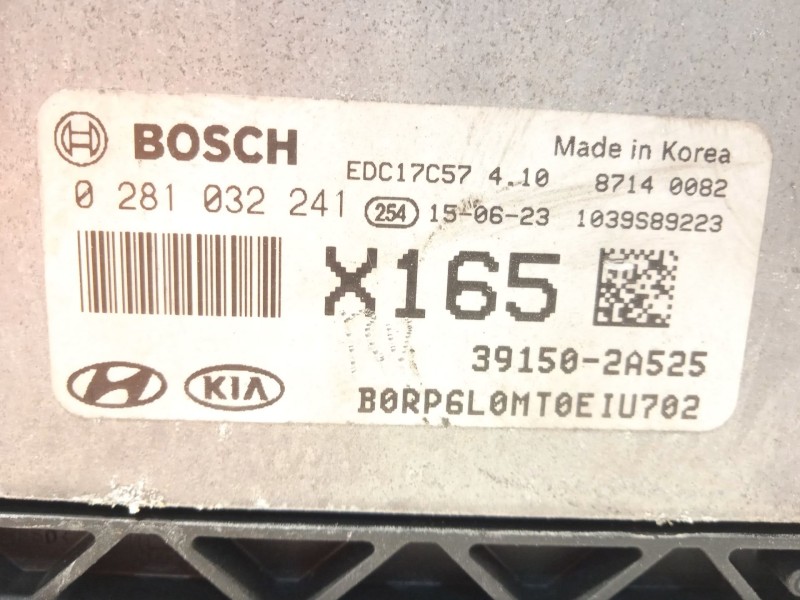 BOSCH
Made in Korea
EDC17C57 4.10 8714 0082
0 281 032 241 254 15-06-23 1039S89223
X165
39150-2A525
KIA
B0RP6L0MT0EIU702